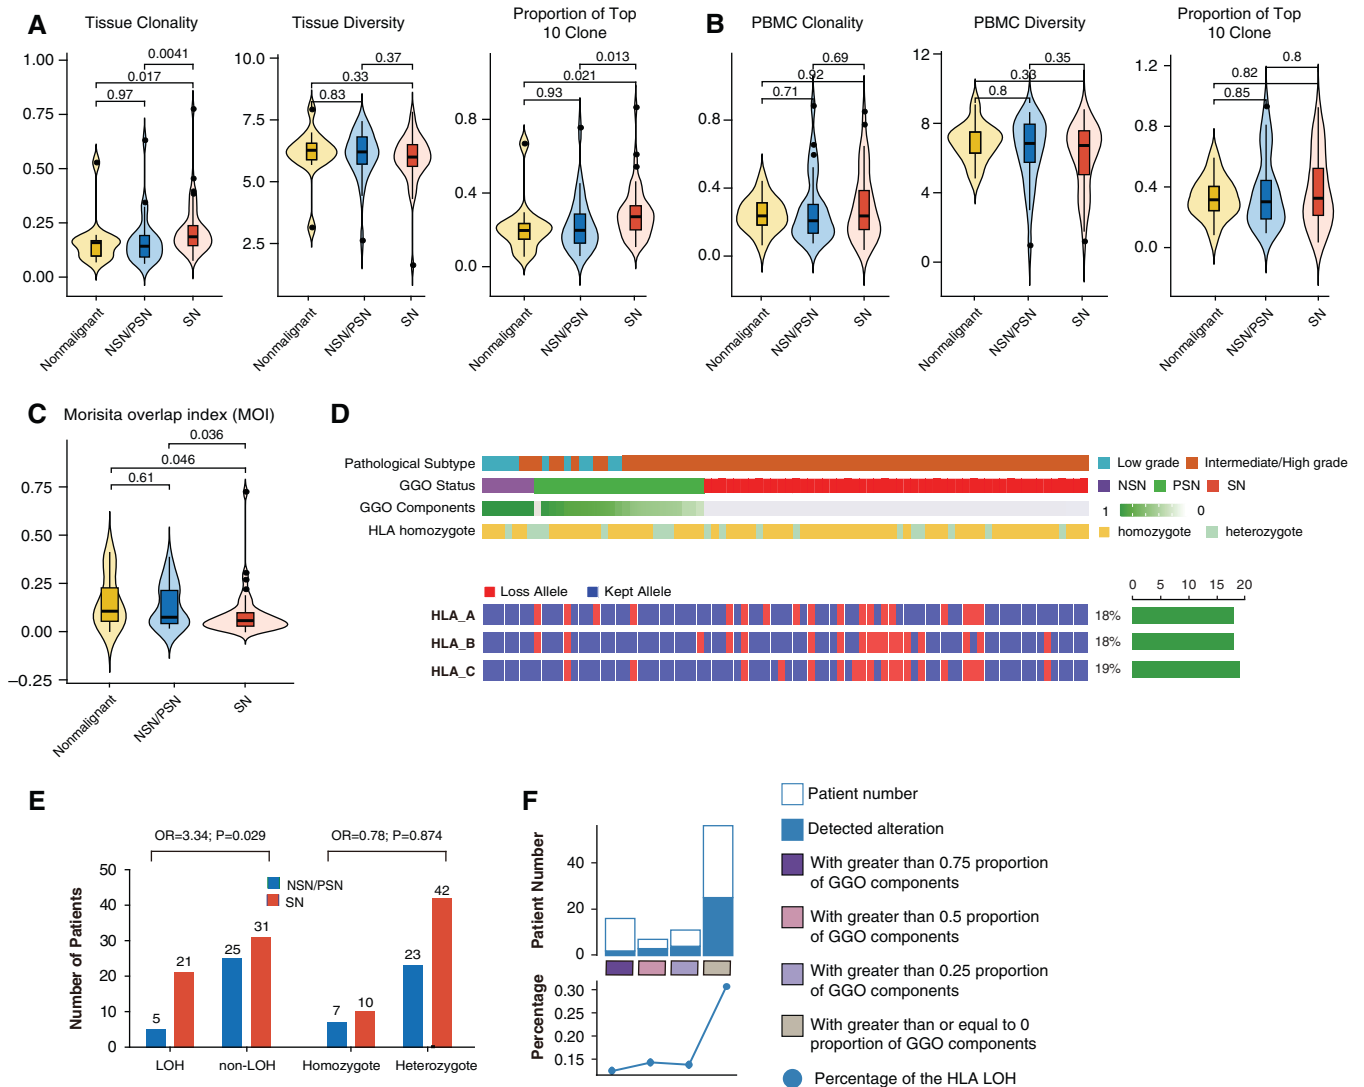 A
Tissue Clonality
1.00
0.75
0.50
0.25
0.00
0.0041
0.017
0.97
Nonmalignant
NSN/PSN
SN
Tissue Diversity
10.0
7.5
5.0
2.5
0.37
0.33
0.83
Nonmalignant
NSN/PSN
SN
Proportion of Top
10 Clone
0.8
0.4
0.0
0.013
0.021
0.93
Nonmalignant
NSN/PSN
SN
B
PBMC Clonality
0.8
0.4
0.0
0.69
0.92
0.71
Nonmalignant
NSN/PSN
SN
PBMC Diversity
12
8
4
0
0.35
0.33
0.8
Nonmalignant
NSN/PSN
SN
Proportion of Top
10 Clone
1.2
0.8
0.4
0.0
0.8
0.82
0.85
Nonmalignant
NSN/PSN
SN
C
Morisita overlap index (MOI)
0.75
0.50
0.25
0.00
−0.25
0.036
0.046
0.61
Nonmalignant
NSN/PSN
SN
D
Pathological Subtype
GGO Status
GGO Components
HLA homozygote
Low grade
Intermediate/High grade
NSN
PSN
SN
1
0
homozygote
heterozygote
Loss Allele
Kept Allele
0 5 10 15 20
HLA_A
18%
HLA_B
18%
HLA_C
19%
E
OR=3.34; P=0.029
OR=0.78; P=0.874
Number of Patients
50
40
30
20
10
0
NSN/PSN
SN
5
21
25
31
7
10
23
42
LOH
non-LOH
Homozygote
Heterozygote
F
Patient Number
40
20
0
Percentage
0.30
0.20
0.15
Patient number
Detected alteration
With greater than 0.75 proportion
of GGO components
With greater than 0.5 proportion
of GGO components
With greater than 0.25 proportion
of GGO components
With greater than or equal to 0
proportion of GGO components
Percentage of the HLA LOH